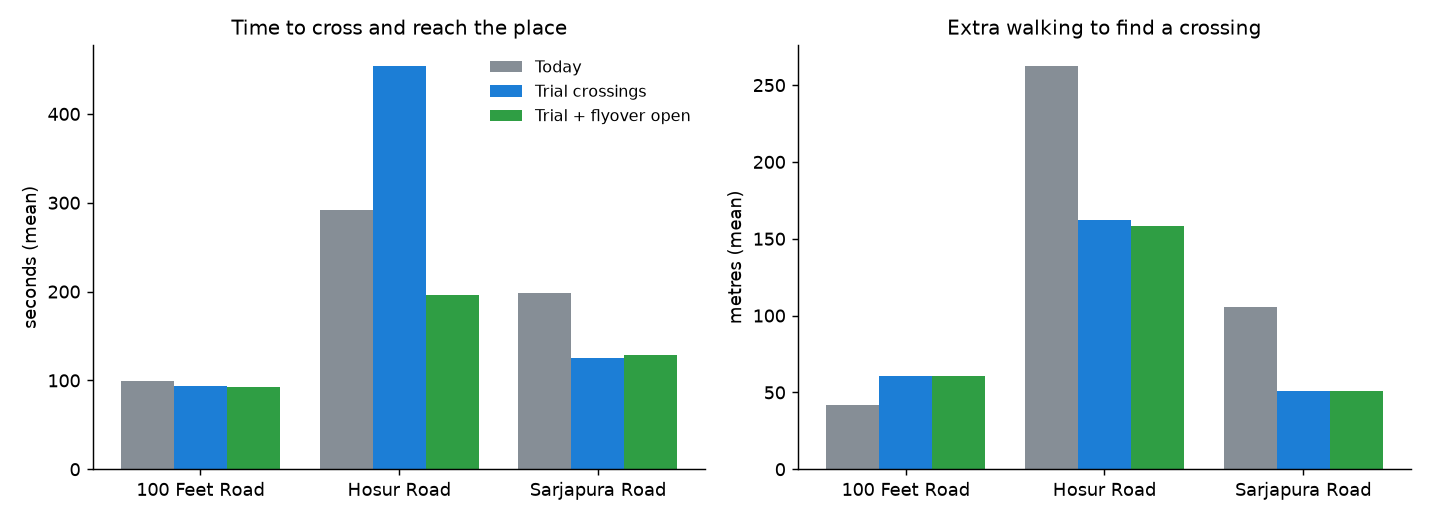 Time to cross and reach the place
seconds (mean)
400
300
200
100
0
Today
Trial crossings
Trial + flyover open
100 Feet Road
Hosur Road
Sarjapura Road
Extra walking to find a crossing
metres (mean)
250
200
150
100
50
0
100 Feet Road
Hosur Road
Sarjapura Road